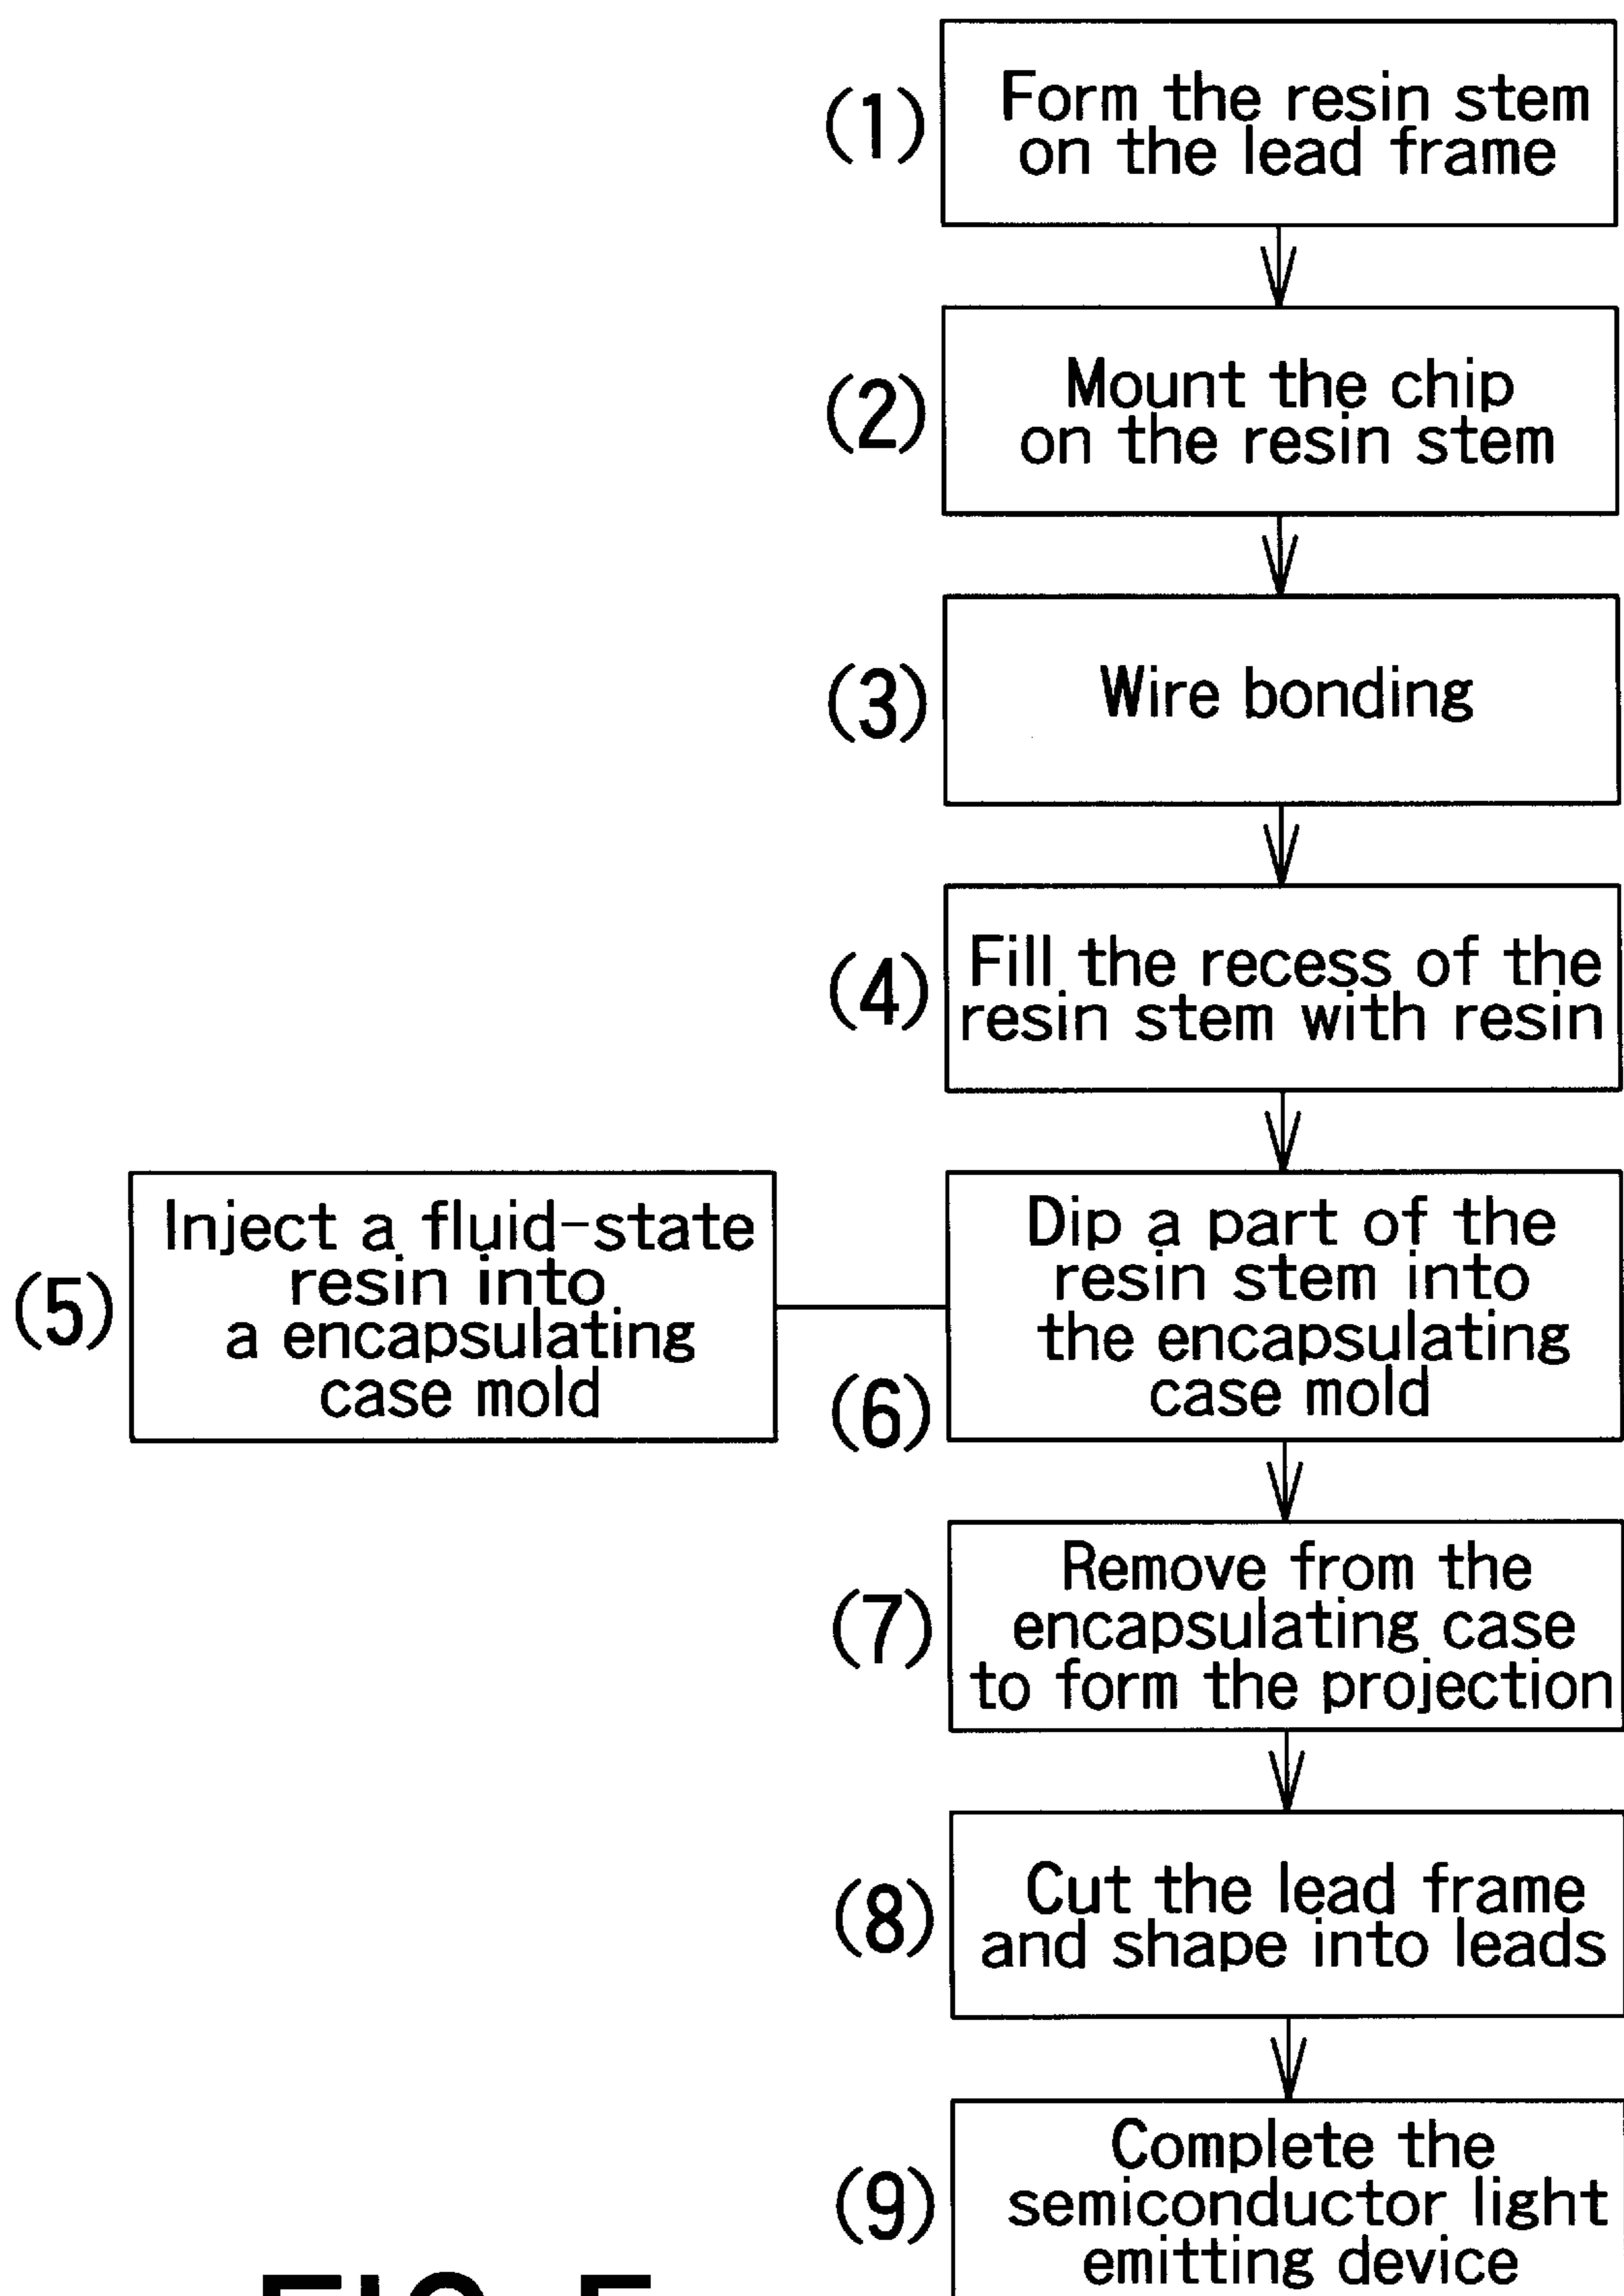 (1)
Form the resin stem
on the lead frame
(2)
Mount the chip
on the resin stem
(3)
Wire bonding
(4)
Fill the recess of the
resin stem with resin
(5)
Inject a fluid-state
resin into
a encapsulating
case mold
(6)
Dip a part of the
resin stem into
the encapsulating
case mold
(7)
Remove from the
encapsulating case
to form the projection
(8)
Cut the lead frame
and shape into leads
(9)
Complete the
semiconductor light
emitting device